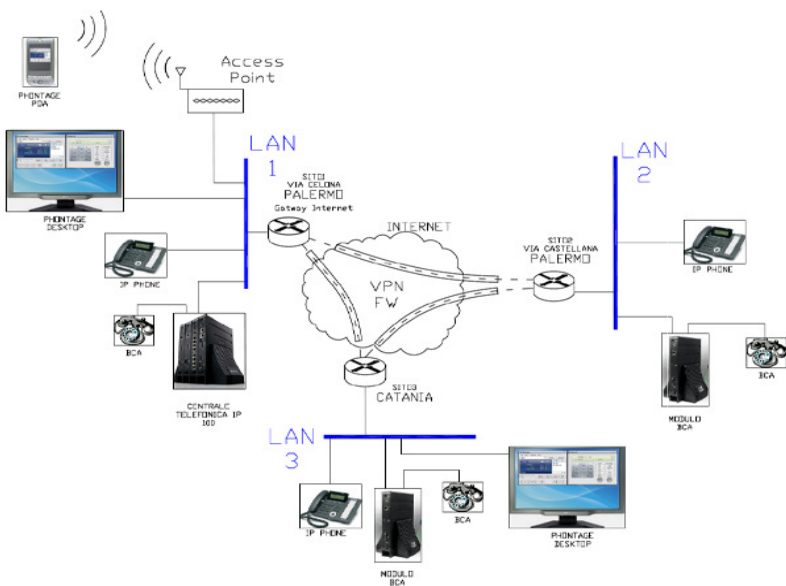 Access
Point
PHONTAGE
PDA
LAN
1
SITO1
VIA CELONA
PALERMO
Gatway Internet
PHONTAGE
DESKTOP
IP PHONE
BCA
CENTRALE
TELEFONICA IP
100
INTERNET
VPN
FW
SITO2
VIA CASTELLANA
PALERMO
LAN
2
IP PHONE
MODULO
BCA
BCA
SITO3
CATANIA
LAN
3
IP PHONE
MODULO
BCA
BCA
PHONTAGE
DESKTOP